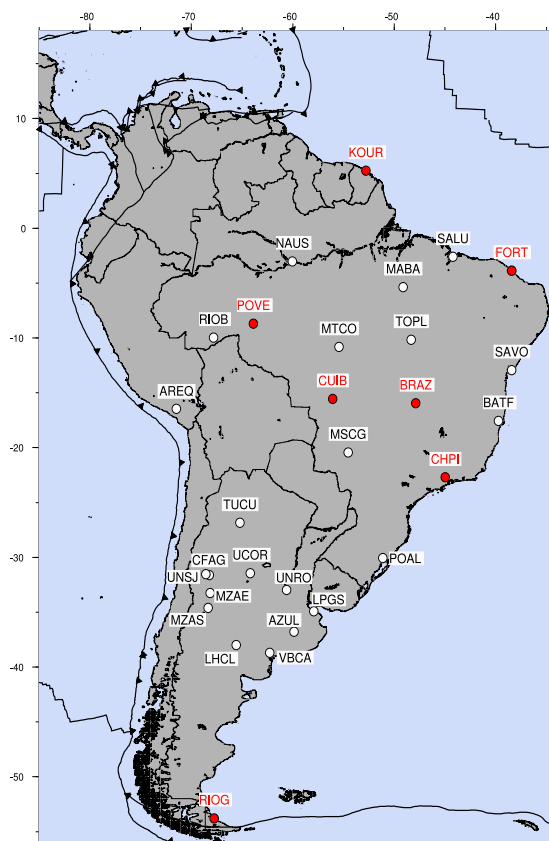 -80 -70 -60 -50 -40
10
KOUR
0
NAUS
SALU
FORT
MABA
POVE
RIOB
TOPL
MTCO
-10
SAVO
CUIB
AREQ
BRAZ
BATF
MSCG
-20
CHPI
TUCU
UCOR
CFAG
POAL
-30
UNSJ
UNRO
MZAE
LPGS
MZAS
AZUL
LHCL
VBCA
-40
-50
RIOG